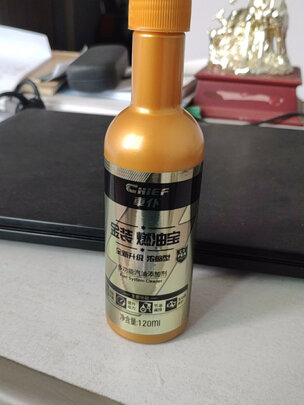 CHIEF
車仆
金装 燃油宝
全新升级 浓缩型
多功能汽油添加剂
Fuel System Cleaner
净含量:120ml